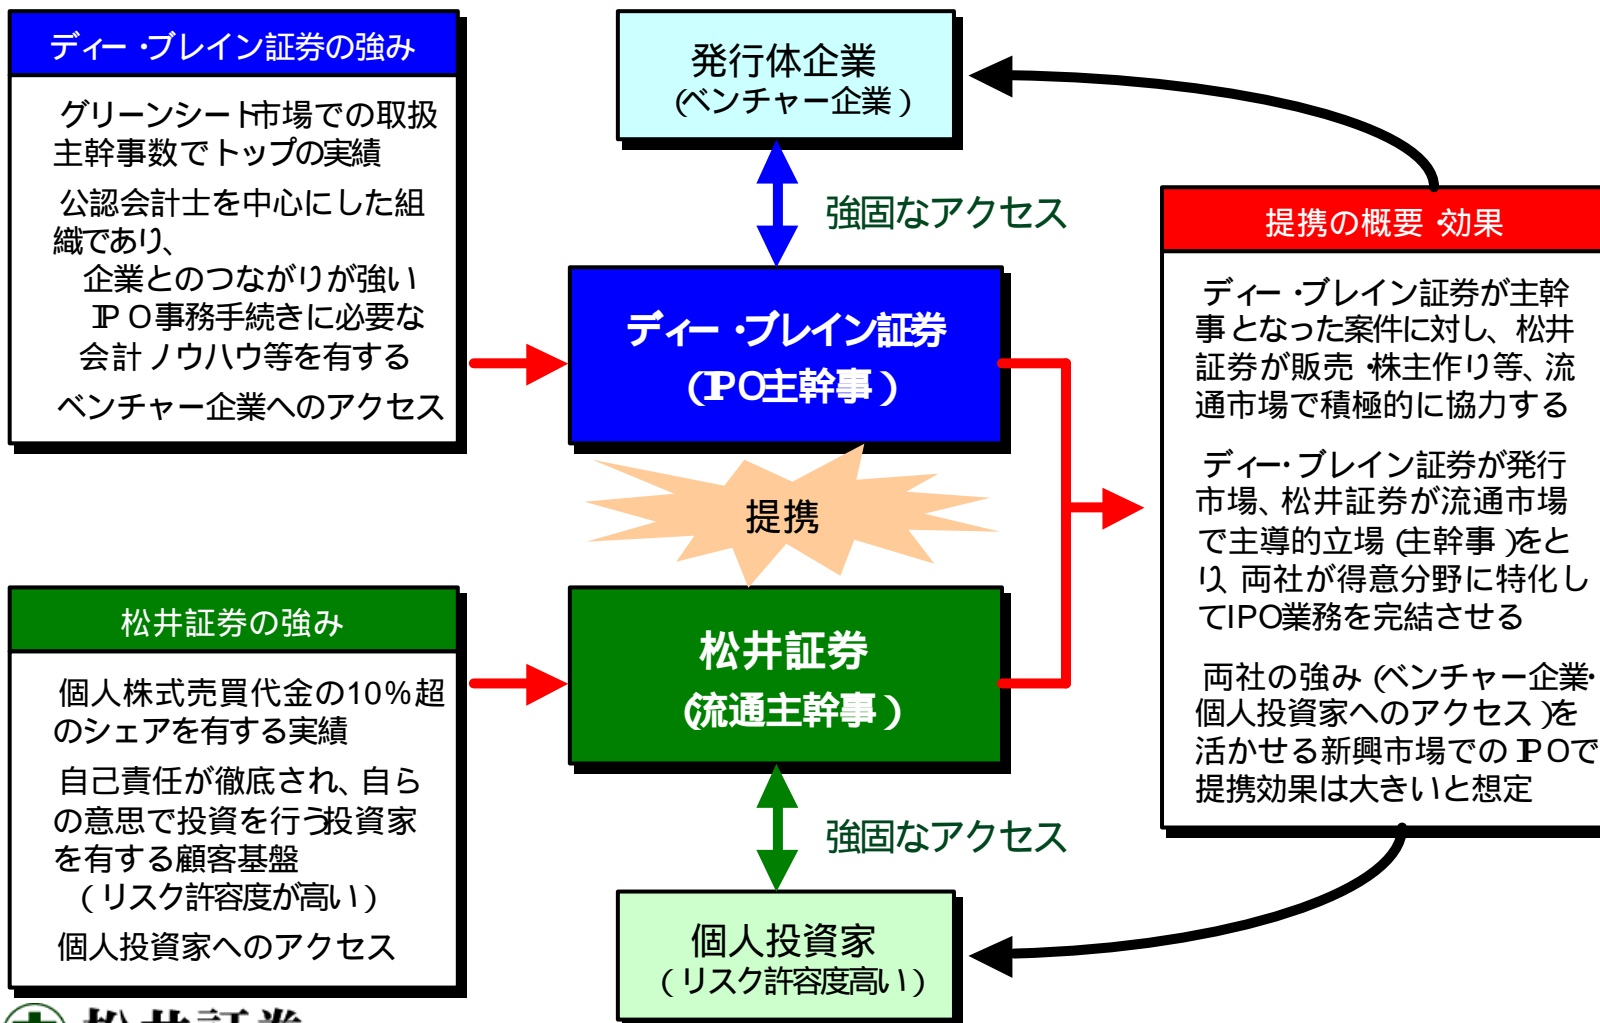 ディー・ブレイン証券の強み
グリーンシート市場での取扱
主幹事数でトップの実績
公認会計士を中心にした組
織であり、
企業とのつながりが強い
IPO事務手続きに必要な
会計ノウハウ等を有する
ベンチャー企業へのアクセス
松井証券の強み
個人株式売買代金の10%超
のシェアを有する実績
自己責任が徹底され、自ら
の意思で投資を行う投資家
を有する顧客基盤
(リスク許容度が高い)
個人投資家へのアクセス
発行体企業
(ベンチャー企業)
強固なアクセス
ディー・ブレイン証券
(IPO主幹事)
提携
松井証券
(流通主幹事)
強固なアクセス
個人投資家
(リスク許容度高い)
提携の概要・効果
ディー・ブレイン証券が主幹
事となった案件に対し、松井
証券が販売・株主作り等、流
通市場で積極的に協力する
ディー・ブレイン証券が発行
市場、松井証券が流通市場
で主導的立場(主幹事)をと
り、両社が得意分野に特化し
てIPO業務を完結させる
両社の強み(ベンチャー企業・
個人投資家へのアクセス)を
活かせる新興市場でのIPOで
提携効果は大きいと想定
松井証券